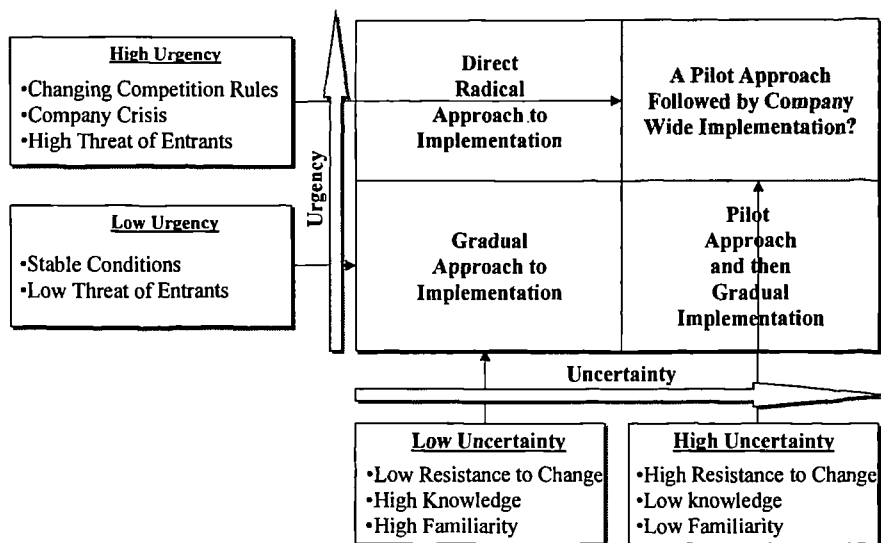 High Urgency
•Changing Competition Rules
•Company Crisis
•High Threat of Entrants
Low Urgency
•Stable Conditions
•Low Threat of Entrants
Urgency
Direct
Radical
Approach to
Implementation
A Pilot Approach
Followed by Company
Wide Implementation?
Gradual
Approach to
Implementation
Pilot
Approach
and then
Gradual
Implementation
Uncertainty
Low Uncertainty
•Low Resistance to Change
•High Knowledge
•High Familiarity
High Uncertainty
•High Resistance to Change
•Low knowledge
•Low Familiarity